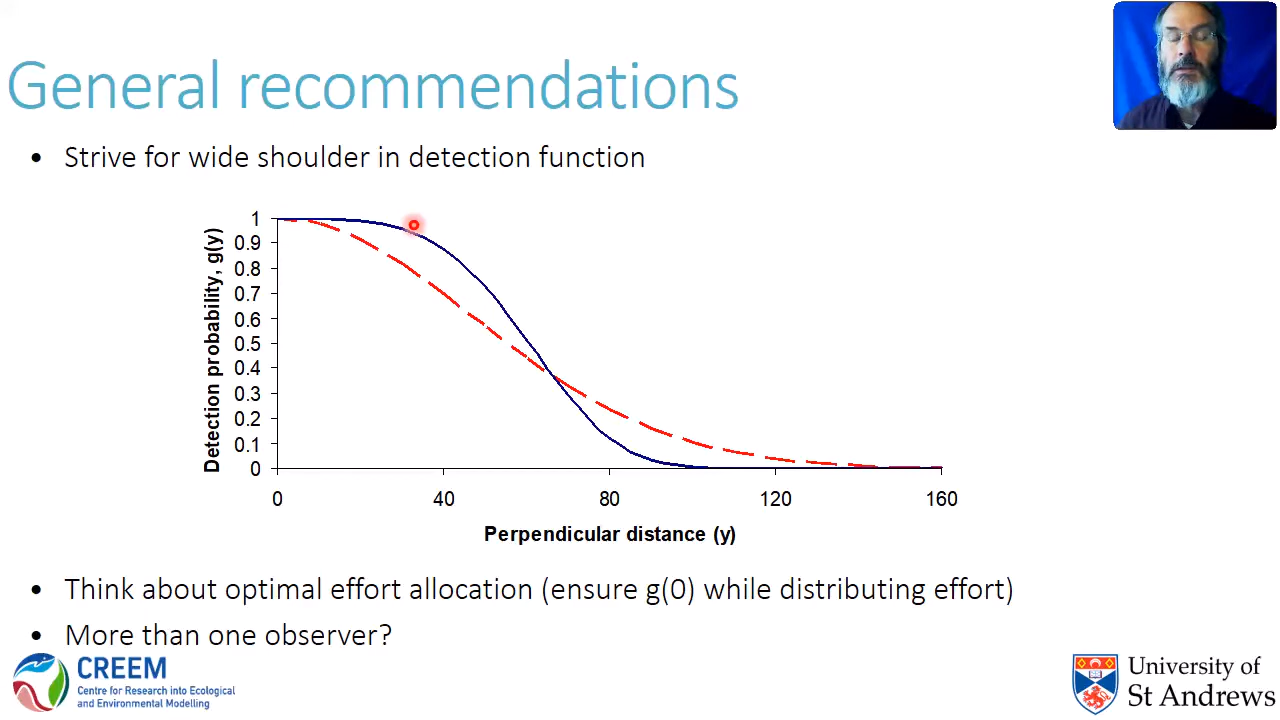 General recommendations
• Strive for wide shoulder in detection function
Detection probability, g(y)
1
0.9
0.8
0.7
0.6
0.5
0.4
0.3
0.2
0.1
0
0 40 80 120 160
Perpendicular distance (y)
• Think about optimal effort allocation (ensure g(0) while distributing effort)
• More than one observer?
CREEM
Centre for Research into Ecological
and Environmental Modelling
University of
St Andrews